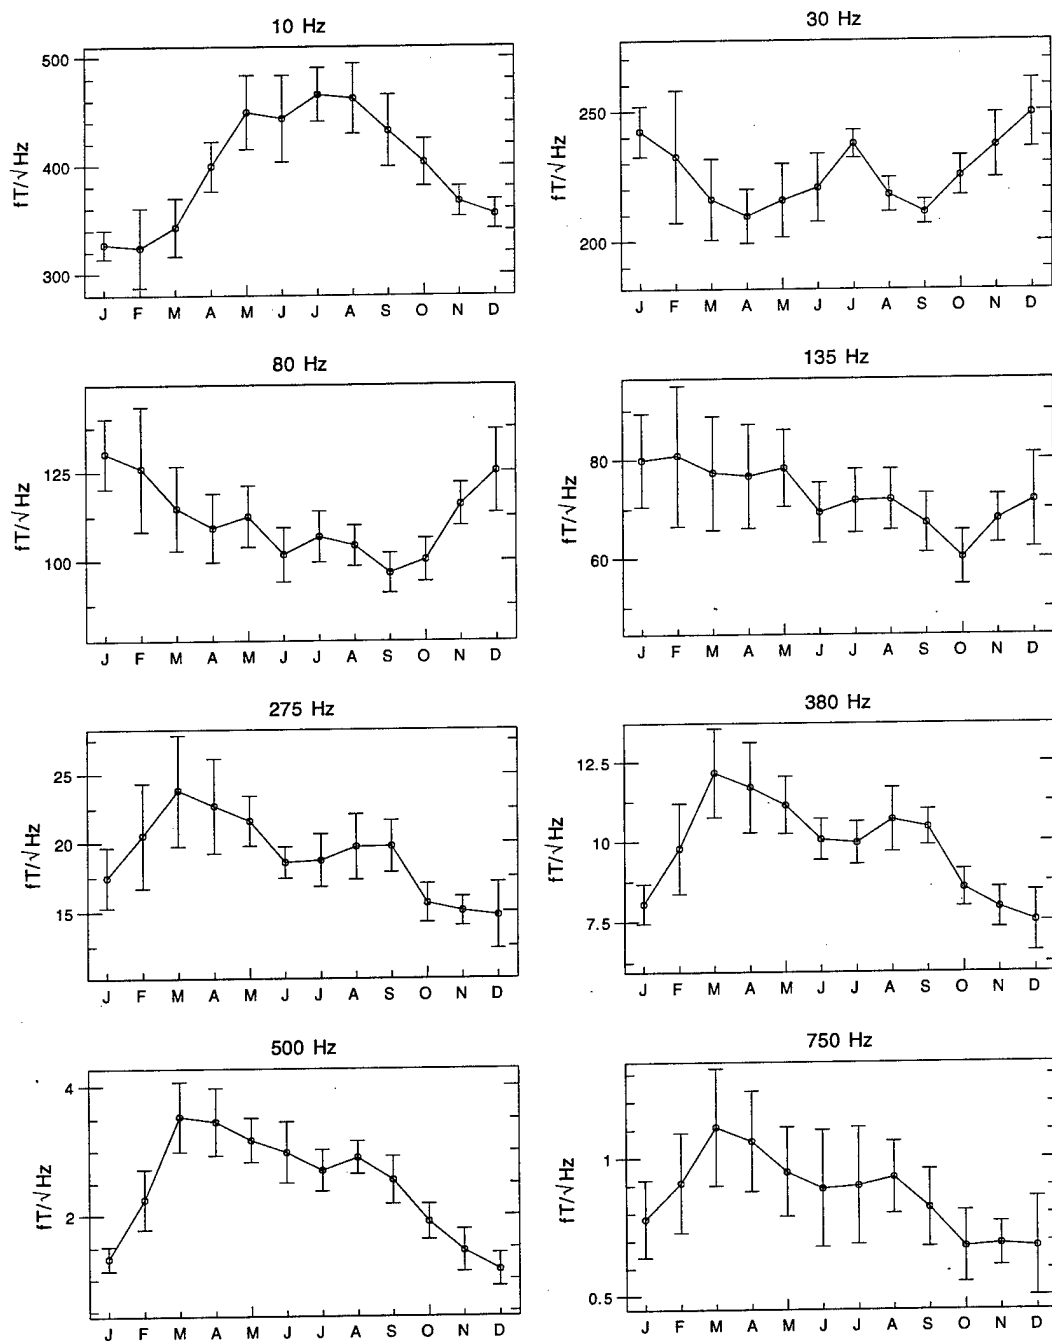 10 Hz
30 Hz
500
400
300
fT/√Hz
J F M A M J J A S O N D
250
200
fT/√Hz
J F M A M J J A S O N D
80 Hz
135 Hz
125
100
fT/√Hz
J F M A M J J A S O N D
80
60
fT/√Hz
J F M A M J J A S O N D
275 Hz
380 Hz
25
20
15
fT/√Hz
J F M A M J J A S O N D
12.5
10
7.5
fT/√Hz
J F M A M J J A S O N D
500 Hz
750 Hz
4
2
fT/√Hz
J F M A M J J A S O N D
1
0.5
fT/√Hz
J F M A M J J A S O N D